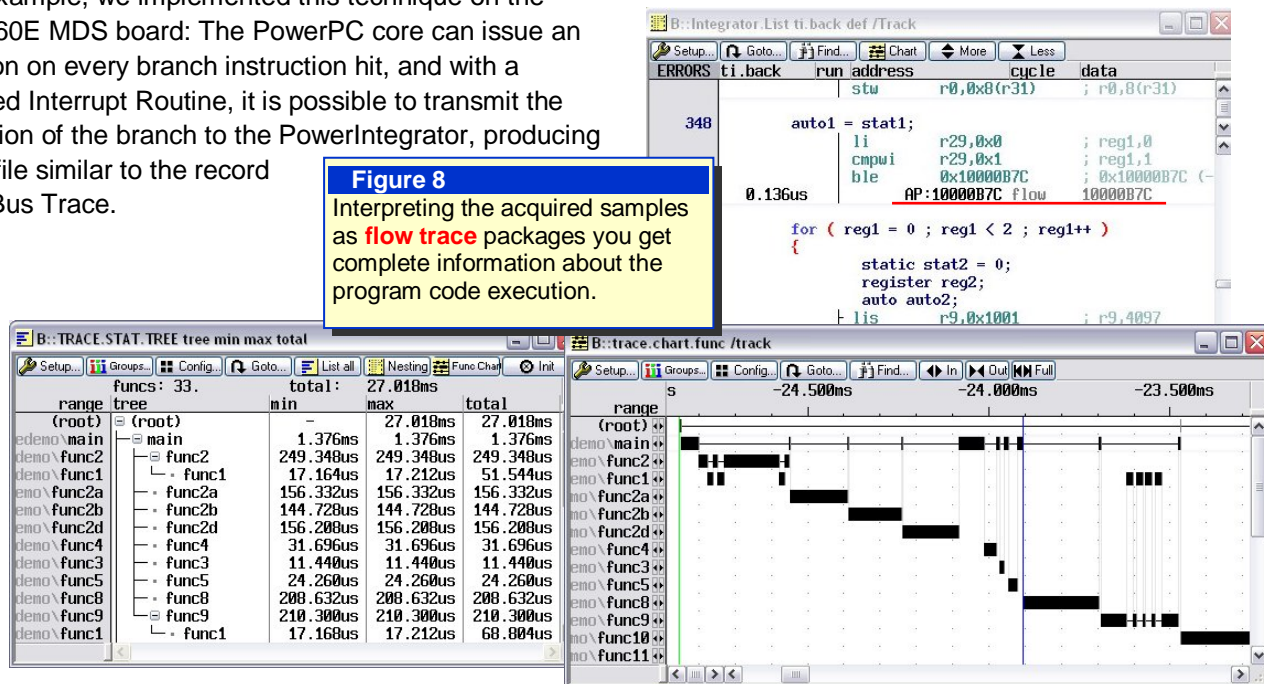 example, we implemented this technique on the
60E MDS board: The PowerPC core can issue an
on on every branch instruction hit, and with a
ed Interrupt Routine, it is possible to transmit the
ion of the branch to the PowerIntegrator, producing
file similar to the record
Bus Trace.
Figure 8
Interpreting the acquired samples
as flow trace packages you get
complete information about the
program code execution.
B::Integrator.List ti.back def /Track
Setup... Goto... Find... Chart More Less
ERRORS ti.back run address cycle data
stw r0,0x8(r31) ; r0,8(r31)
348 auto1 = stat1;
li r29,0x0 ; reg1,0
cmpwi r29,0x1 ; reg1,1
ble 0x10000B7C ; 0x10000B7C (-
0.136us AP:10000B7C flow 10000B7C
for ( reg1 = 0 ; reg1 < 2 ; reg1++ )
{
static stat2 = 0;
register reg2;
auto auto2;
lis r9,0x1001 ; r9,4097
B::TRACE.STAT.TREE tree min max total
Setup... Groups... Config... Goto... List all Nesting Func Chart Init
funcs: 33. total: 27.018ms
range tree min max total
(root) (root) - 27.018ms 27.018ms
edemo\main main 1.376ms 1.376ms 1.376ms
demo\func2 func2 249.348us 249.348us 249.348us
demo\func1 func1 17.164us 17.212us 51.544us
emo\func2a func2a 156.332us 156.332us 156.332us
emo\func2b func2b 144.728us 144.728us 144.728us
emo\func2d func2d 156.208us 156.208us 156.208us
demo\func4 func4 31.696us 31.696us 31.696us
demo\func3 func3 11.440us 11.440us 11.440us
demo\func5 func5 24.260us 24.260us 24.260us
demo\func8 func8 208.632us 208.632us 208.632us
demo\func9 func9 210.300us 210.300us 210.300us
demo\func1 func1 17.168us 17.212us 68.804us
B::trace.chart.func /track
Setup... Groups... Config... Goto... Find... In Out Full
s -24.500ms -24.000ms -23.500ms
range
(root)
demo\main
emo\func2
emo\func1
mo\func2a
mo\func2b
mo\func2d
emo\func4
emo\func3
emo\func5
emo\func8
emo\func9
mo\func10
mo\func11